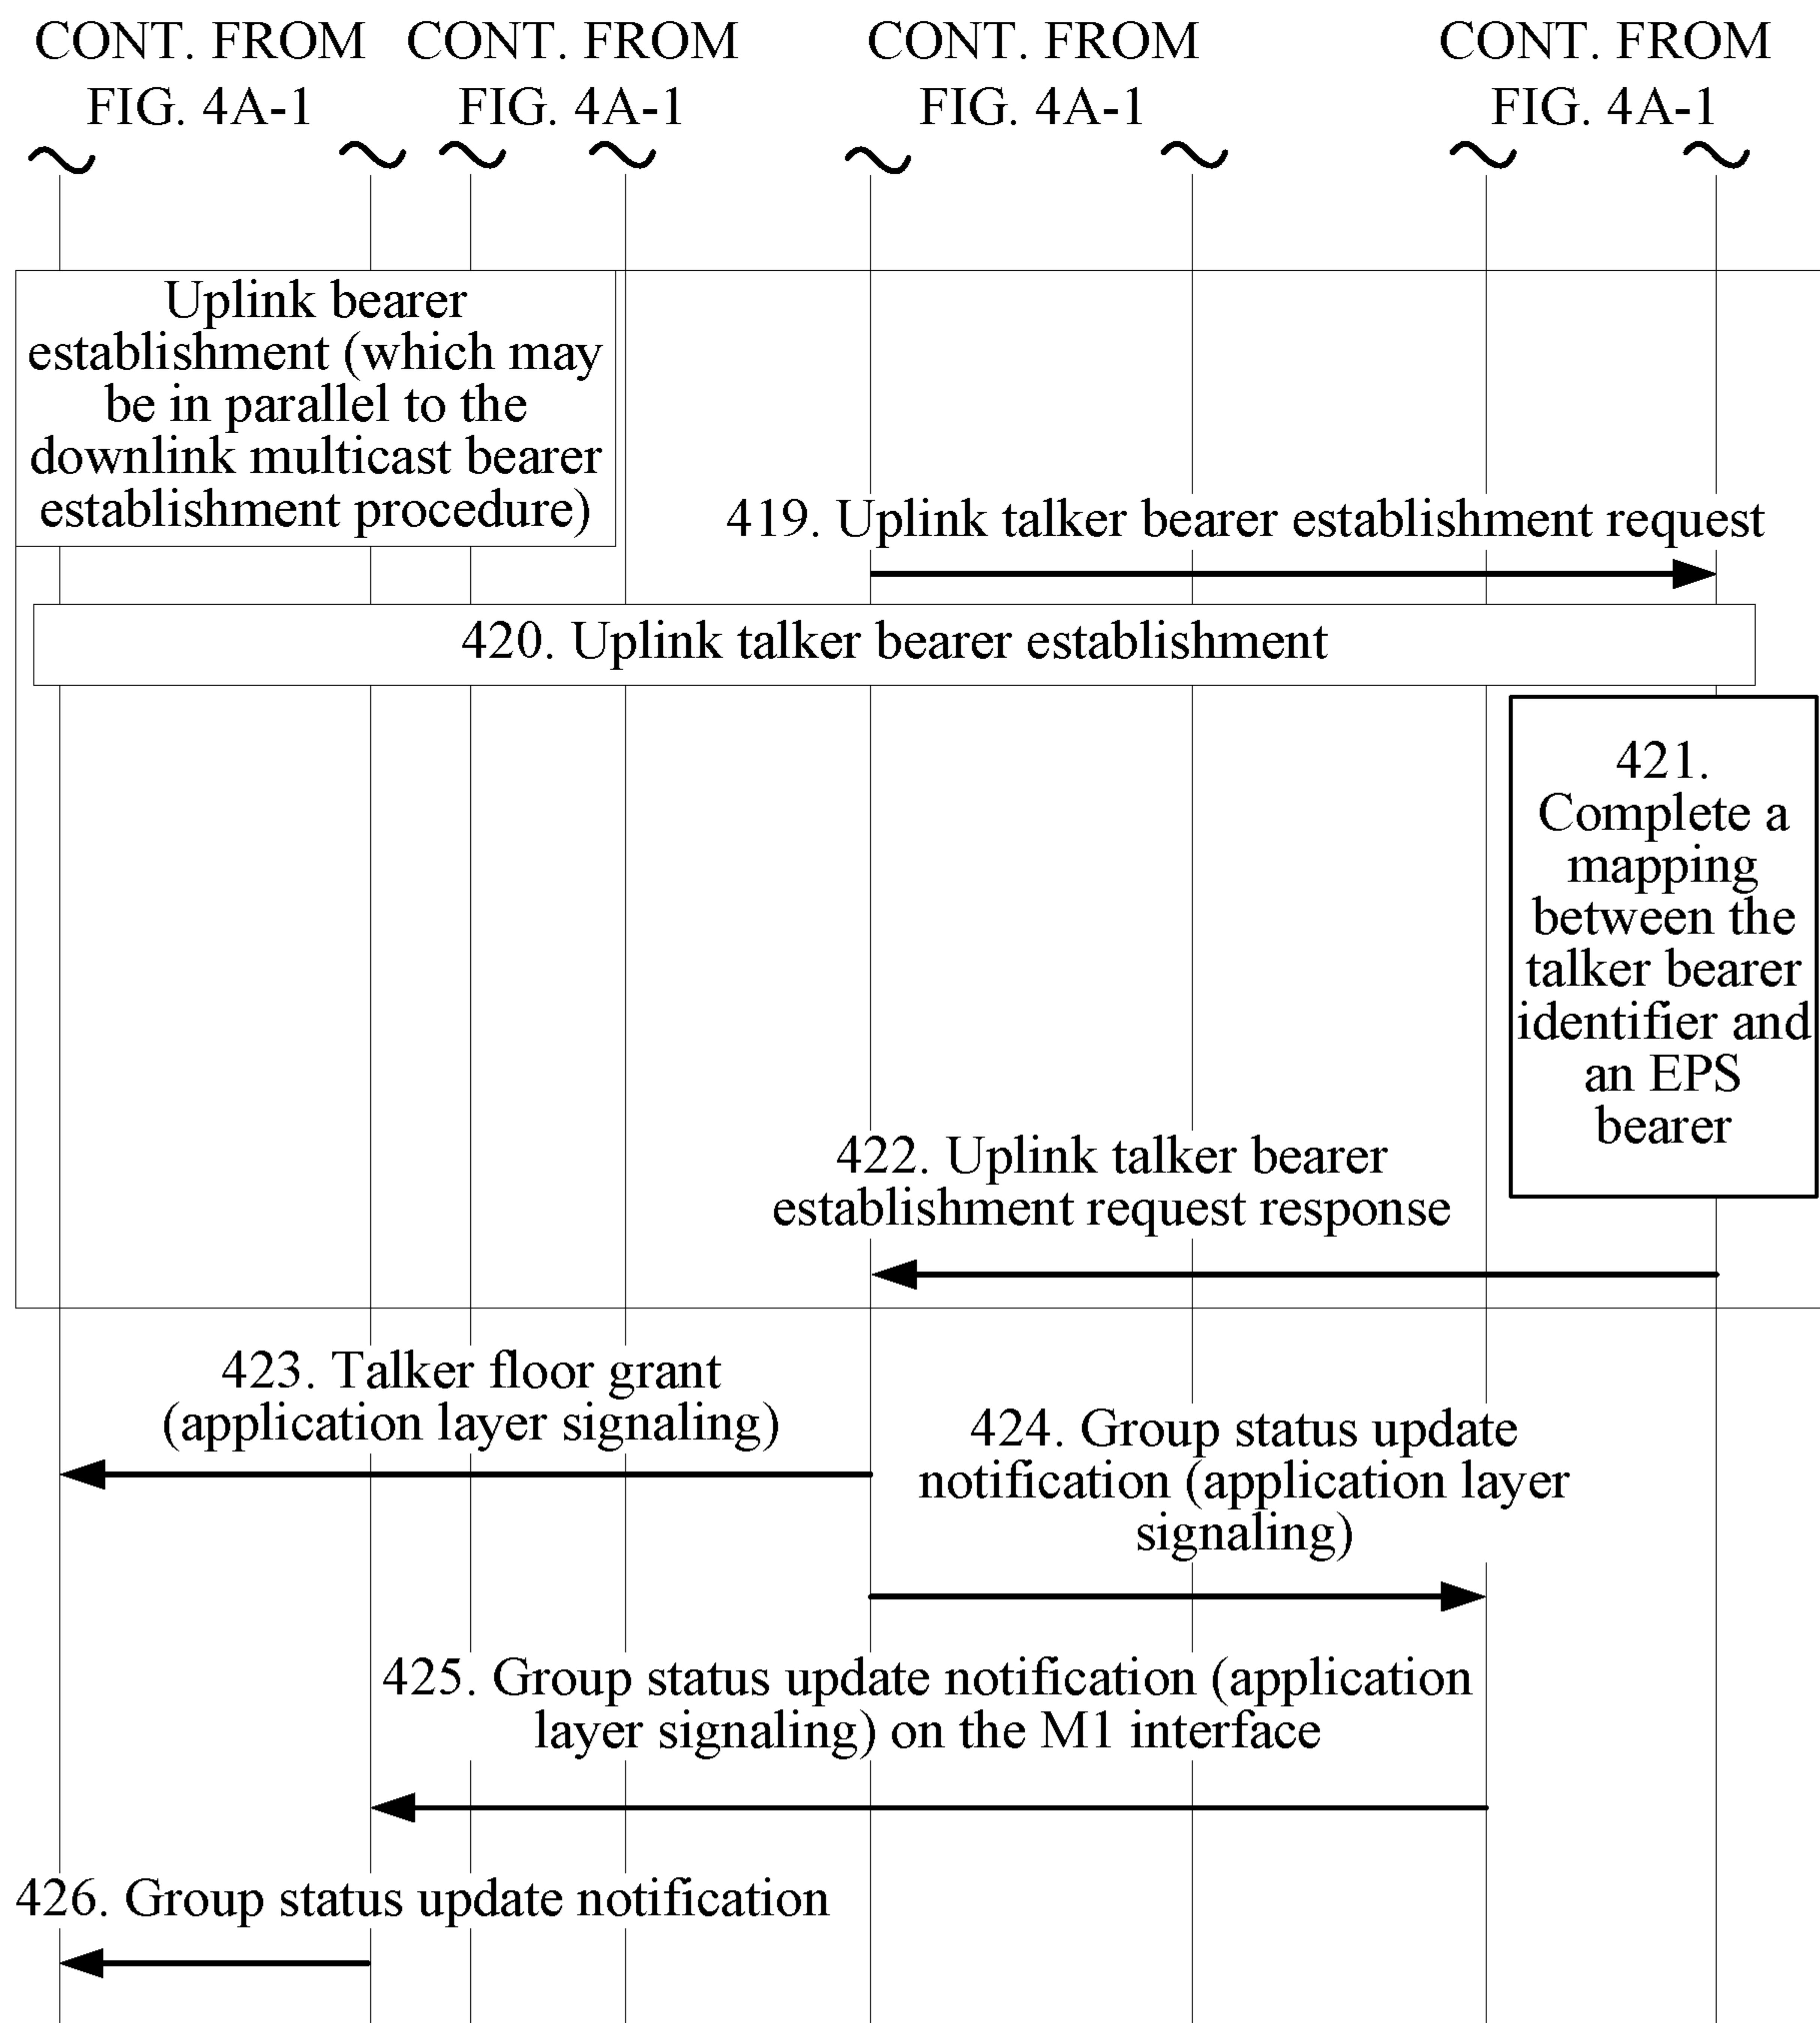 CONT. FROM CONT. FROM CONT. FROM CONT. FROM
FIG. 4A-1 FIG. 4A-1 FIG. 4A-1 FIG. 4A-1
Uplink bearer
establishment (which may
be in parallel to the
downlink multicast bearer
establishment procedure)
419. Uplink talker bearer establishment request
420. Uplink talker bearer establishment
421.
Complete a
mapping
between the
talker bearer
identifier and
an EPS
bearer
422. Uplink talker bearer
establishment request response
423. Talker floor grant
(application layer signaling)
424. Group status update
notification (application layer
signaling)
425. Group status update notification (application
layer signaling) on the M1 interface
426. Group status update notification